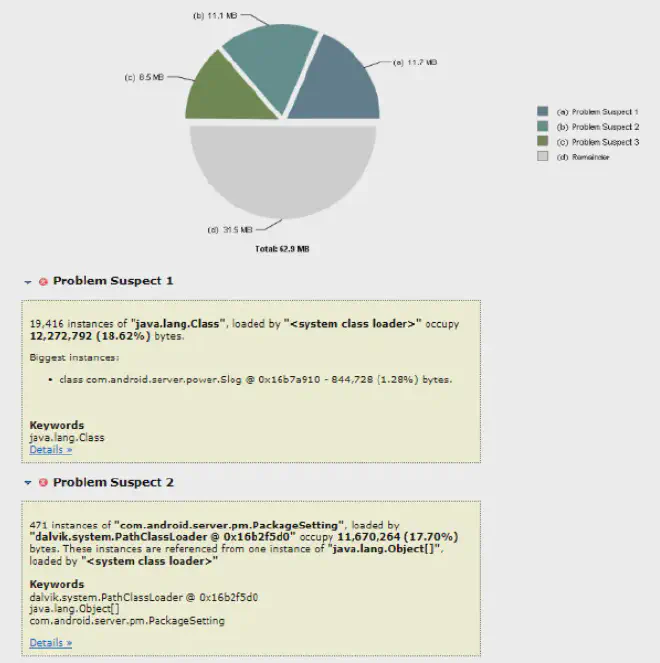 (b) 11.1 MB
(a) 11.7 MB
(c) 8.5 MB
(a) Problem Suspect 1
(b) Problem Suspect 2
(c) Problem Suspect 3
(d) Remainder
(d) 31.5 MB
Total: 62.9 MB
Problem Suspect 1
19,416 instances of "java.lang.Class", loaded by "<system class loader>" occupy
12,272,792 (18.62%) bytes.
Biggest instances:
• class com.android.server.power.Slog @ 0x16b7a910 - 844,728 (1.28%) bytes.
Keywords
java.lang.Class
Details »
Problem Suspect 2
471 instances of "com.android.server.pm.PackageSetting", loaded by
"dalvik.system.PathClassLoader @ 0x16b2f5d0" occupy 11,670,264 (17.70%)
bytes. These instances are referenced from one instance of "java.lang.Object[]",
loaded by "<system class loader>"
Keywords
dalvik.system.PathClassLoader @ 0x16b2f5d0
java.lang.Object[]
com.android.server.pm.PackageSetting
Details »